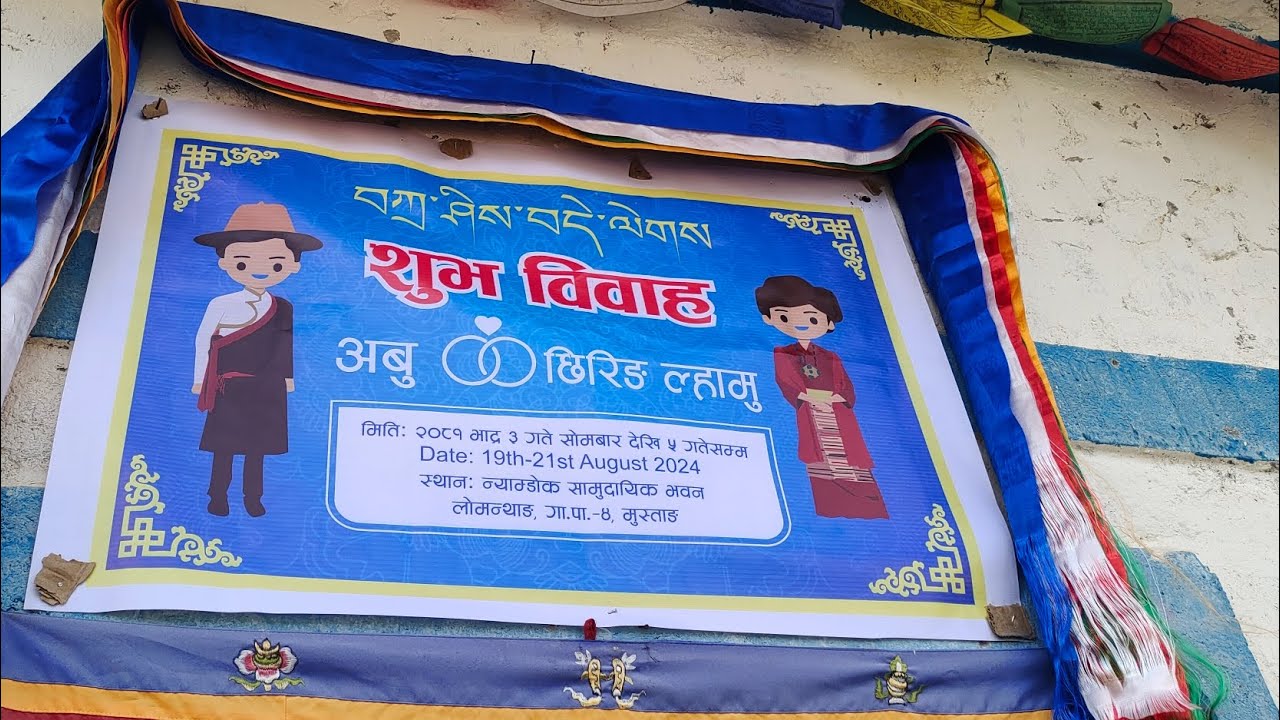 བཀྲ་ཤིས་བདེ་ལེགས
शुभ विवाह
अबु छिरिङ ल्हामु
मिति: २०८१ भाद्र ३ गते सोमबार देखि ५ गतेसम्म
Date: 19th-21st August 2024
स्थान: न्याम्डोक सामुदायिक भवन
लोमन्थाङ, गा.पा.-४, मुस्ताङ